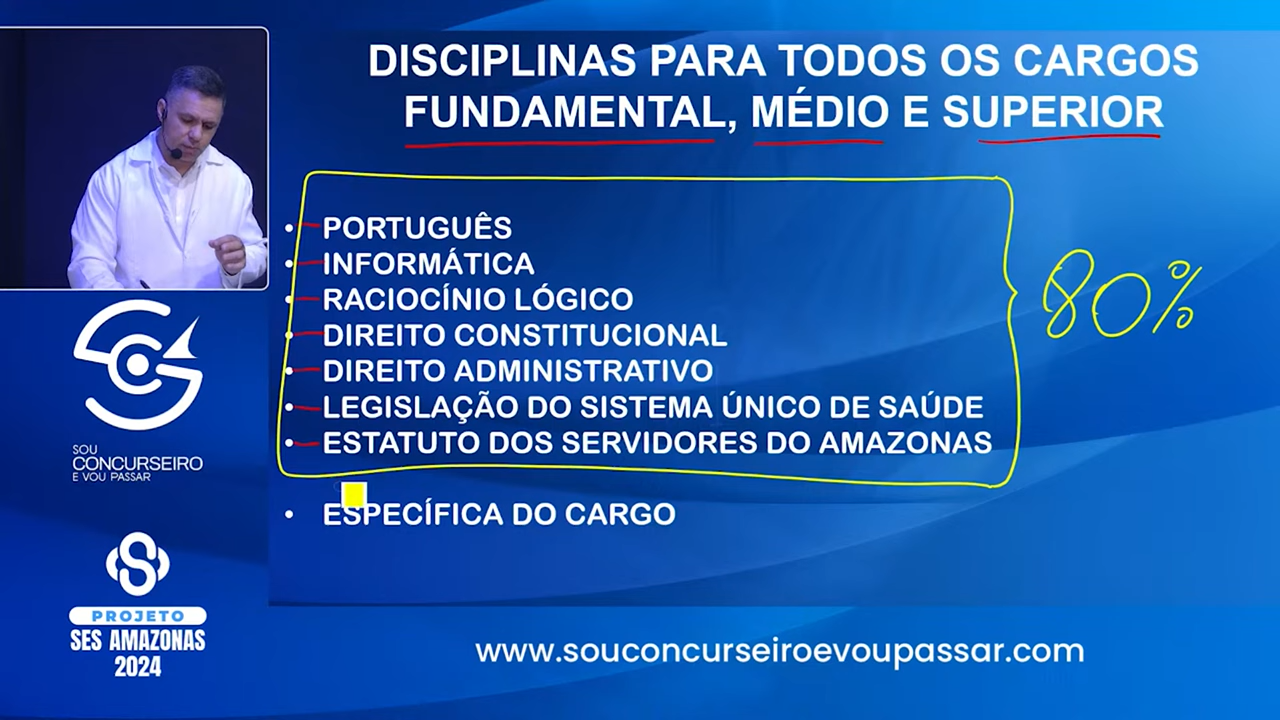 DISCIPLINAS PARA TODOS OS CARGOS
FUNDAMENTAL, MÉDIO E SUPERIOR
• PORTUGUÊS
• INFORMÁTICA
• RACIOCÍNIO LÓGICO
• DIREITO CONSTITUCIONAL
• DIREITO ADMINISTRATIVO
• LEGISLAÇÃO DO SISTEMA ÚNICO DE SAÚDE
• ESTATUTO DOS SERVIDORES DO AMAZONAS
80%
• ESPECÍFICA DO CARGO
SOU
CONCURSEIRO
E VOU PASSAR
PROJETO
SES AMAZONAS
2024
www.souconcurseiroevoupassar.com